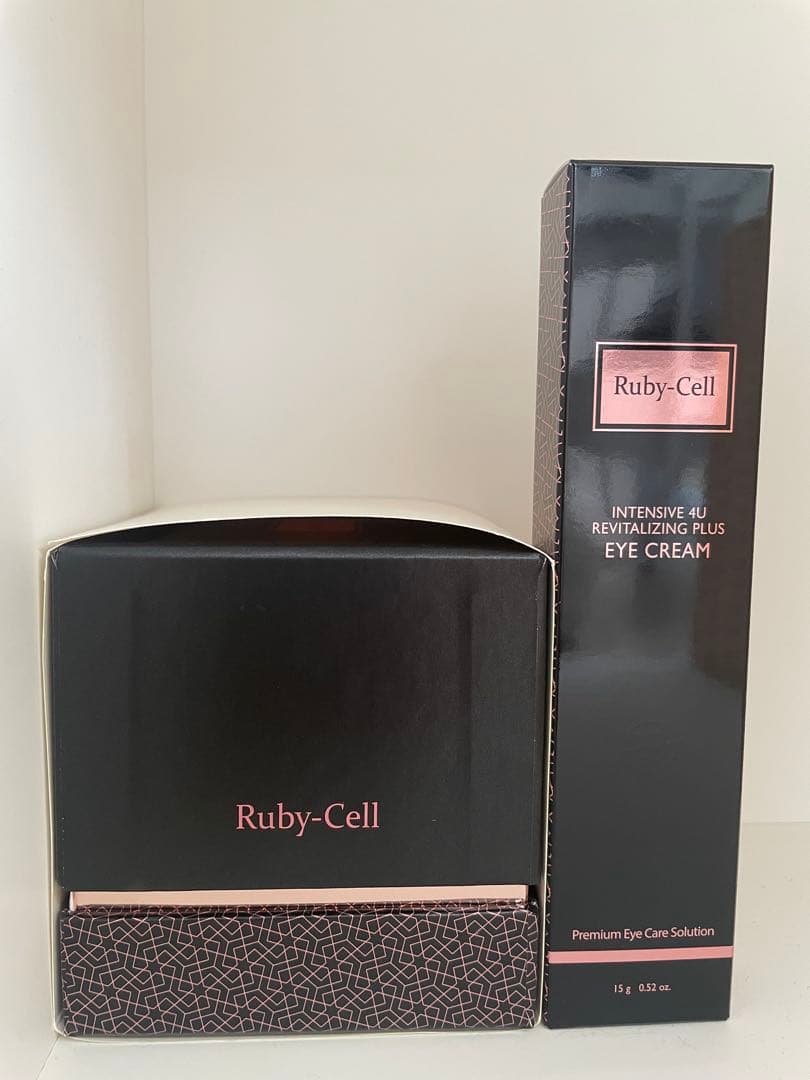 Ruby-Cell
INTENSIVE 4U
REVITALIZING PLUS
EYE CREAM
Premium Eye Care Solution
15 g 0.52 oz.
Ruby-Cell